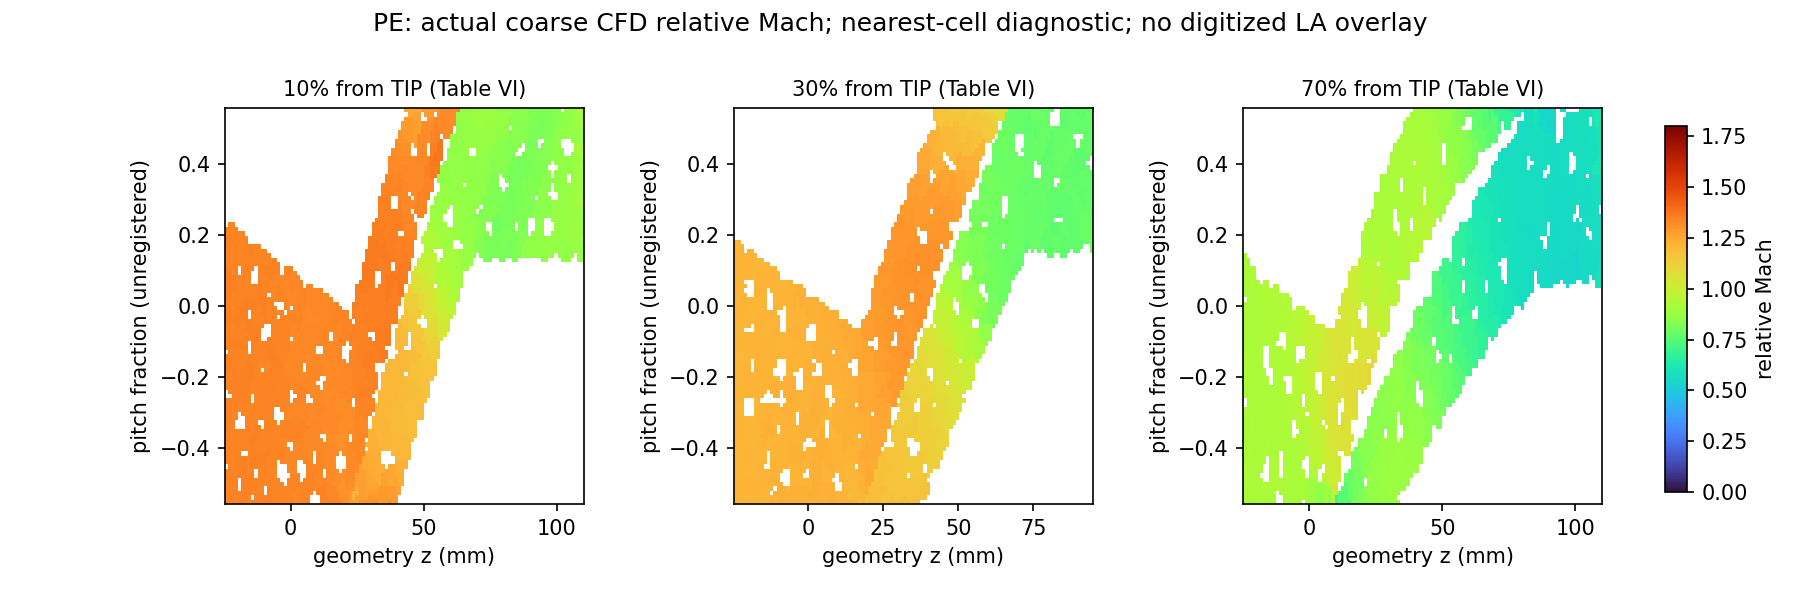 PE: actual coarse CFD relative Mach; nearest-cell diagnostic; no digitized LA overlay
10% from TIP (Table VI)
pitch fraction (unregistered)
0.4
0.2
0.0
−0.2
−0.4
0 50 100
geometry z (mm)
30% from TIP (Table VI)
pitch fraction (unregistered)
0.4
0.2
0.0
−0.2
−0.4
0 25 50 75
geometry z (mm)
70% from TIP (Table VI)
pitch fraction (unregistered)
0.4
0.2
0.0
−0.2
−0.4
0 50 100
geometry z (mm)
1.75
1.50
1.25
1.00
0.75
0.50
0.25
0.00
relative Mach